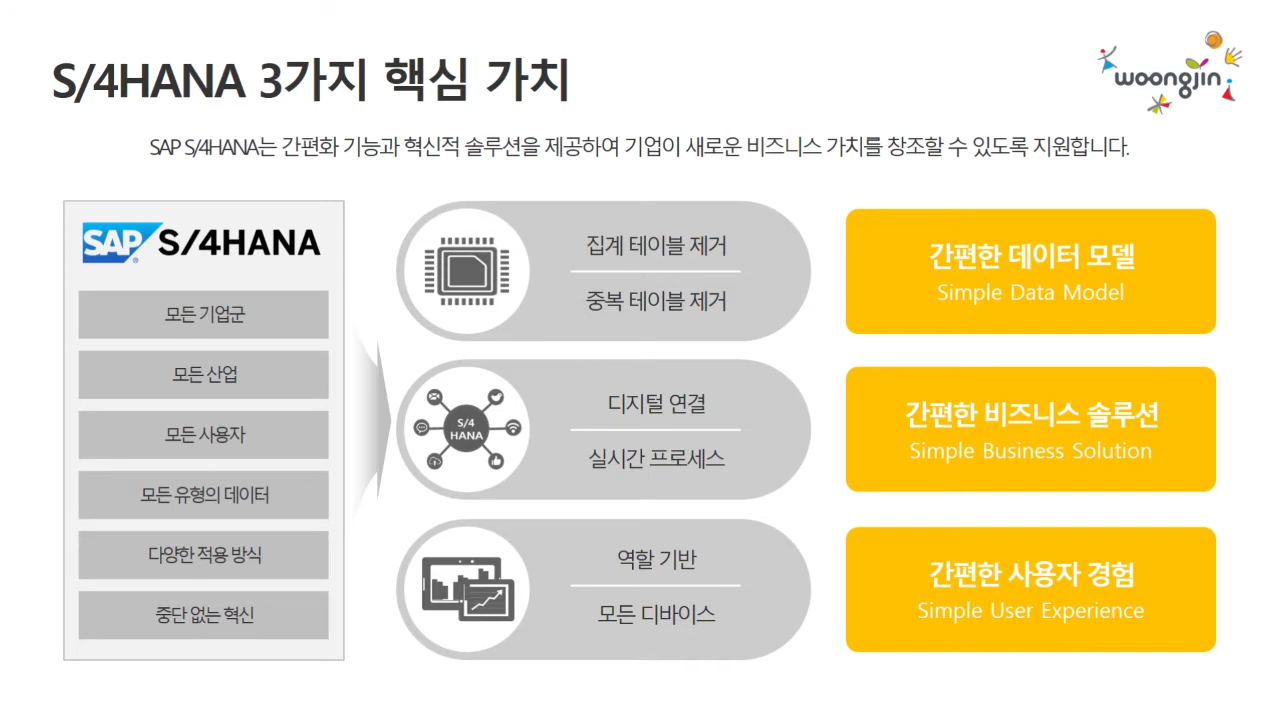 S/4HANA 3가지 핵심 가치
woongjin
SAP S/4HANA는 간편화 기능과 혁신적 솔루션을 제공하여 기업이 새로운 비즈니스 가치를 창조할 수 있도록 지원합니다.
SAP® S/4HANA
모든 기업군
모든 산업
모든 사용자
모든 유형의 데이터
다양한 적용 방식
중단 없는 혁신
집계 테이블 제거
중복 테이블 제거
간편한 데이터 모델
Simple Data Model
S/4
HANA
디지털 연결
실시간 프로세스
간편한 비즈니스 솔루션
Simple Business Solution
역할 기반
모든 디바이스
간편한 사용자 경험
Simple User Experience